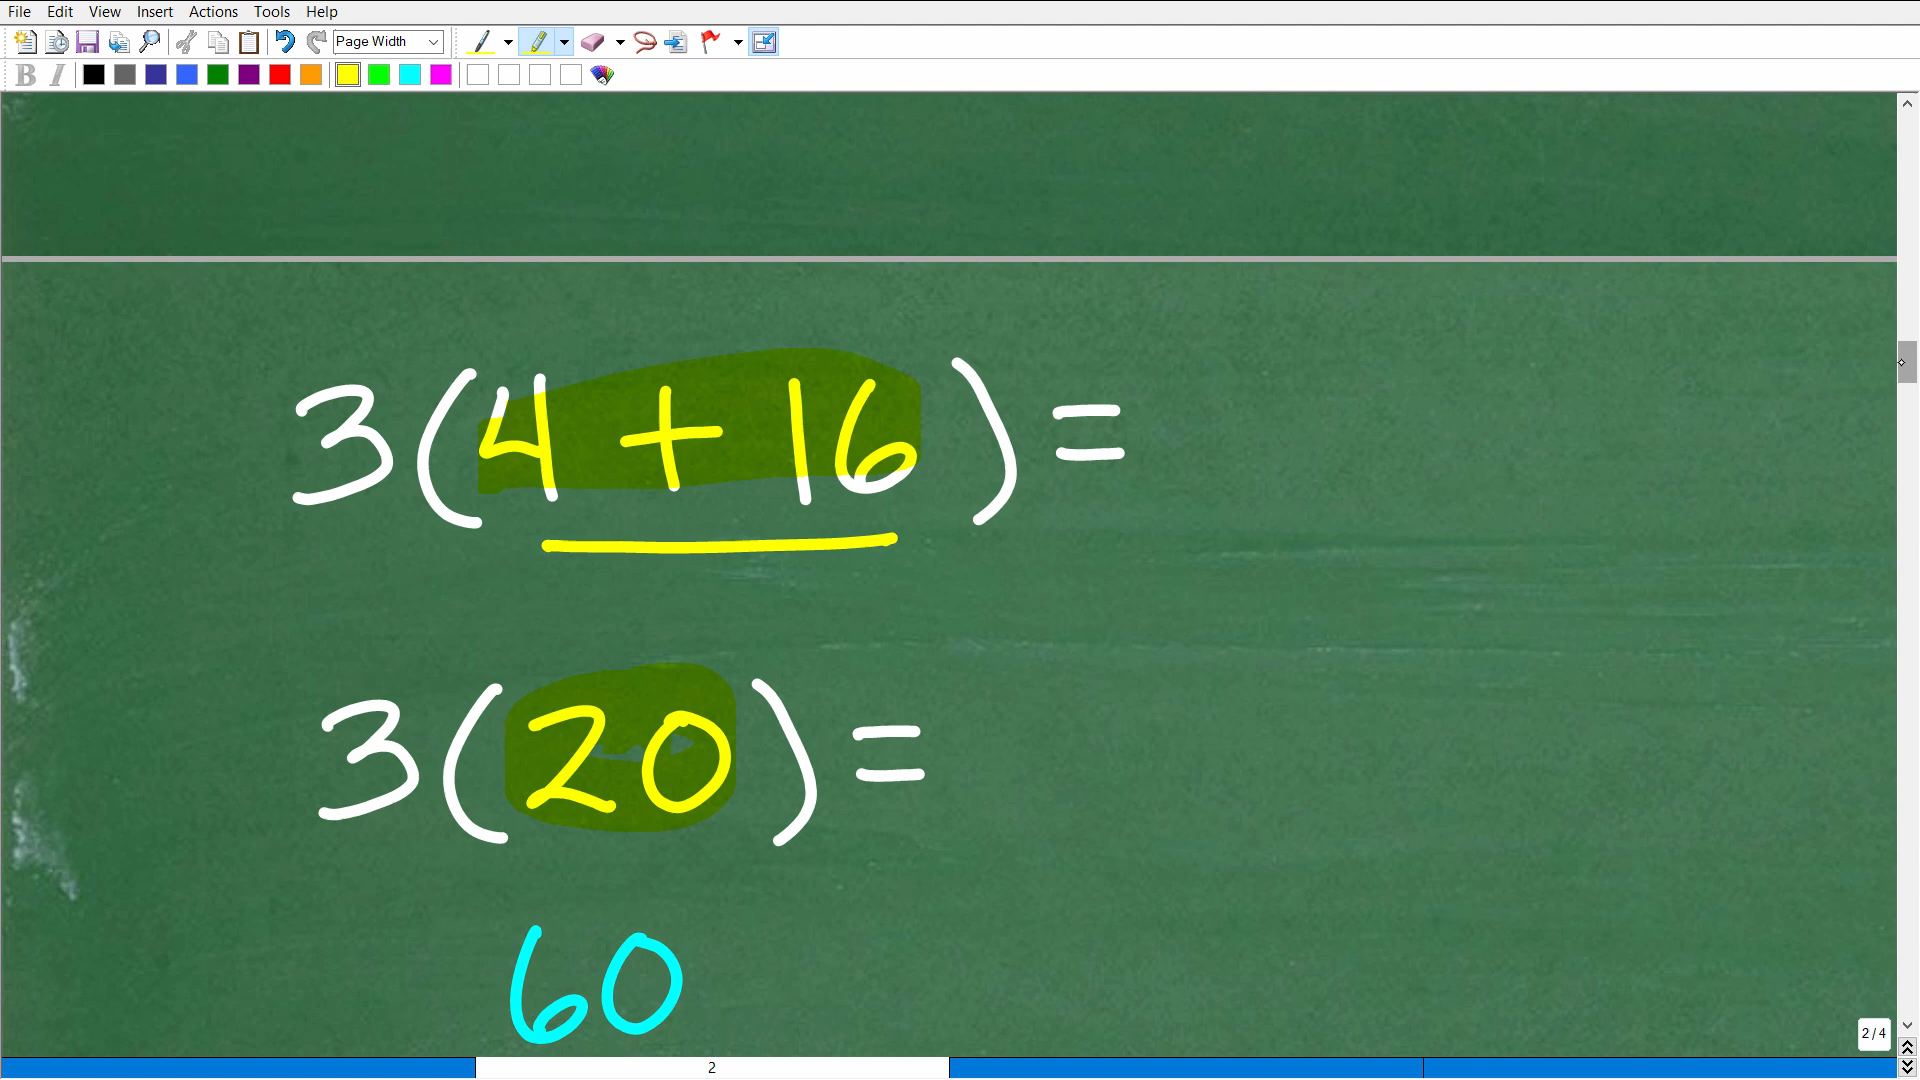 File Edit View Insert Actions Tools Help
Page Width
B I
3(4 + 16) =
3(20) =
60
2 / 4
2